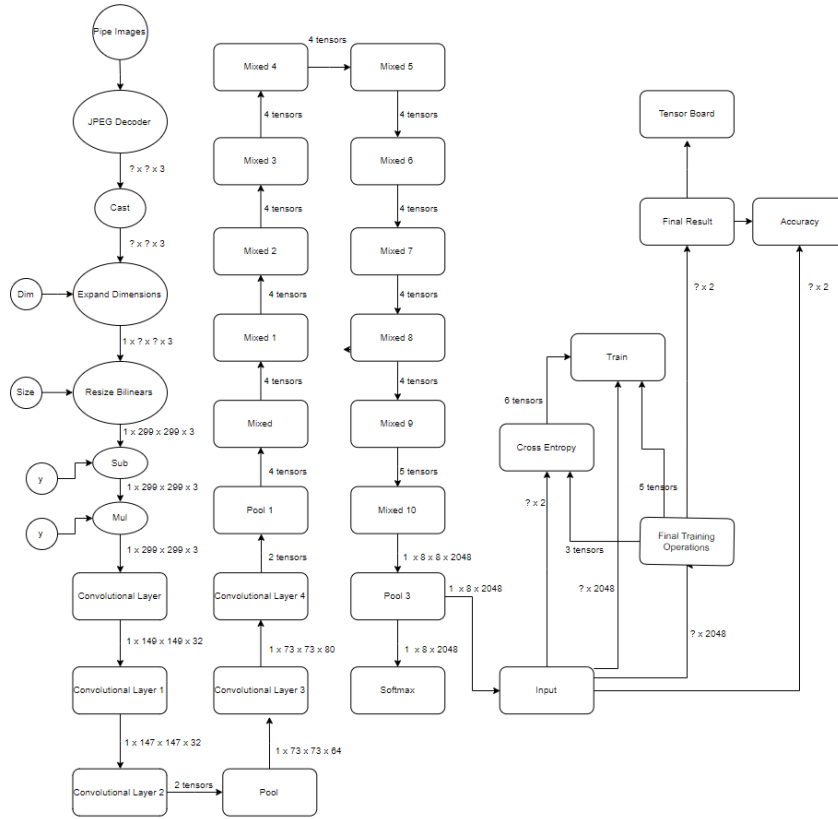 Pipe Images
JPEG Decoder
? x ? x 3
Cast
? x ? x 3
Dim
Expand Dimensions
1 x ? x ? x 3
Size
Resize Bilinears
1 x 299 x 299 x 3
Sub
y
1 x 299 x 299 x 3
Mul
y
1 x 299 x 299 x 3
Convolutional Layer
1 x 149 x 149 x 32
Convolutional Layer 1
1 x 147 x 147 x 32
Convolutional Layer 2
2 tensors
Pool
1 x 73 x 73 x 64
Convolutional Layer 3
1 x 73 x 73 x 80
Convolutional Layer 4
2 tensors
Pool 1
4 tensors
Mixed
4 tensors
Mixed 1
4 tensors
Mixed 2
4 tensors
Mixed 3
4 tensors
Mixed 4
4 tensors
Mixed 5
4 tensors
Mixed 6
4 tensors
Mixed 7
4 tensors
Mixed 8
4 tensors
Mixed 9
5 tensors
Mixed 10
1 x 8 x 8 x 2048
Pool 3
1 x 8 x 2048
1 x 8 x 2048
Softmax
Input
? x 2
Cross Entropy
6 tensors
Train
? x 2048
3 tensors
5 tensors
Final Training
Operations
? x 2048
? x 2
Final Result
Tensor Board
Accuracy
? x 2